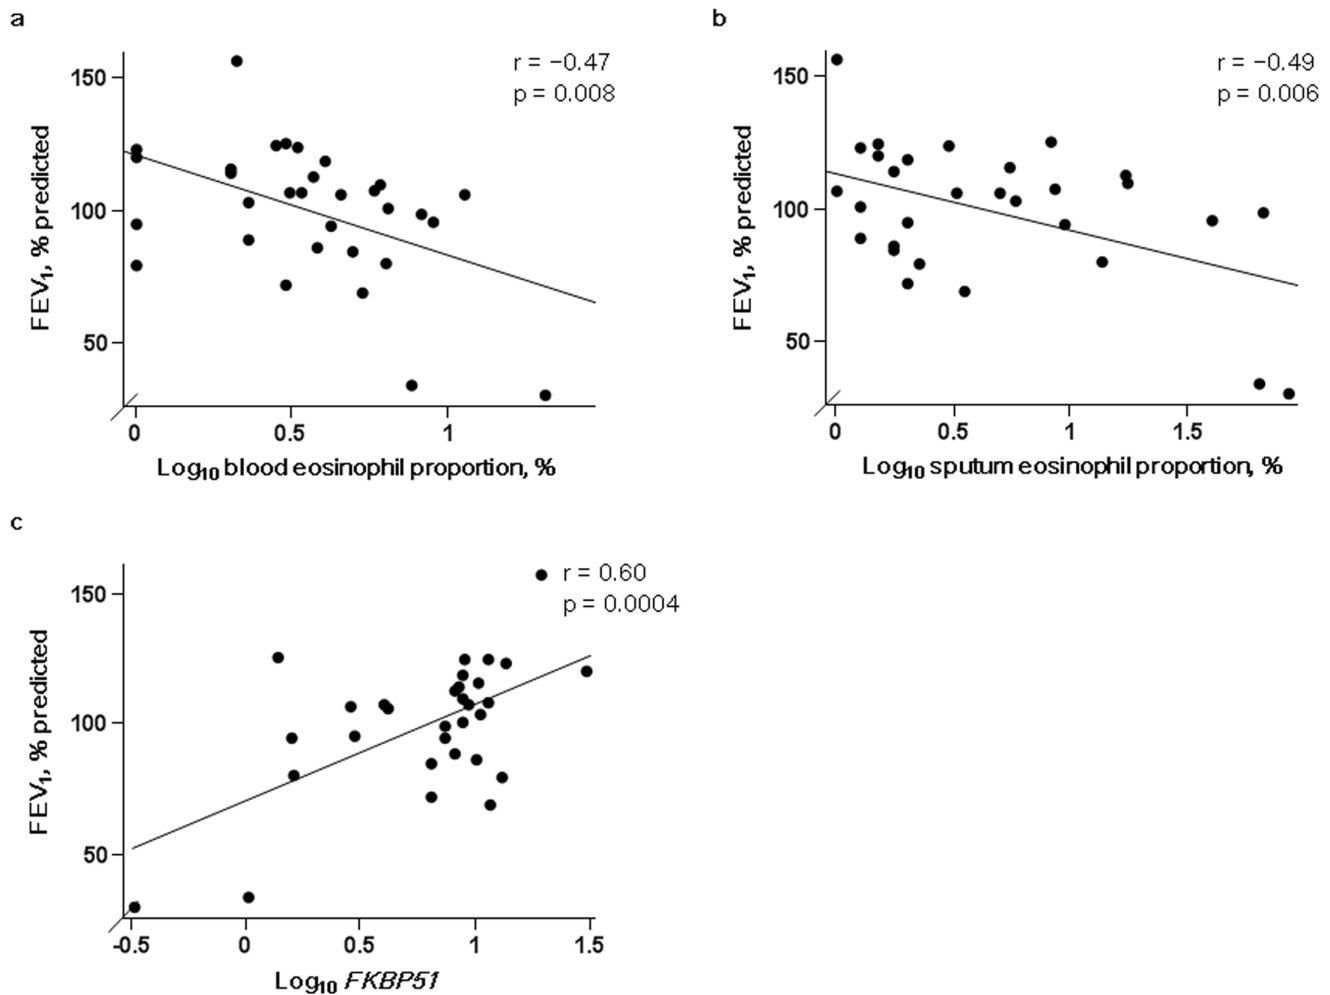 a
r = −0.47
p = 0.008
FEV₁, % predicted
150
100
50
0 0.5 1
Log₁₀ blood eosinophil proportion, %
b
r = −0.49
p = 0.006
FEV₁, % predicted
150
100
50
0 0.5 1 1.5
Log₁₀ sputum eosinophil proportion, %
c
r = 0.60
p = 0.0004
FEV₁, % predicted
150
100
50
-0.5 0 0.5 1 1.5
Log₁₀ FKBP51